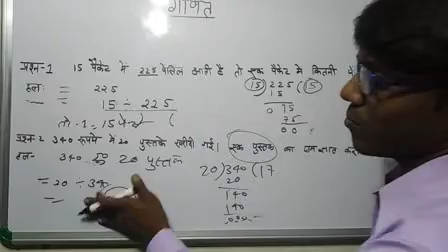 गणित
प्रश्न-1 15 पैकेट में 225 पेंसिल आती है तो एक पैकेट में कितनी
हल: 225
= 15 ÷ 225
तो-1 = 15
15) 225 (15
15
0 75
75
00
प्रश्न-2 340 रूपये में 20 पुस्तके खरीदी गई। एक पुस्तक का दाम ज्ञात
हल- 340 20 पुस्तक
= 20 ÷ 340
=
20) 340 (17
20
140
140